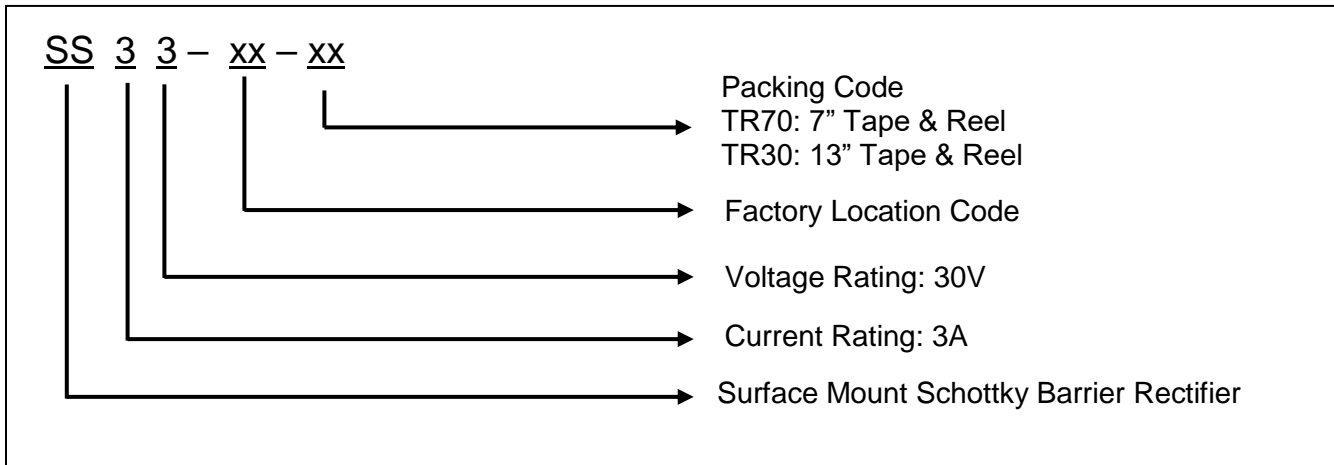 SS 3 3 – xx – xx
Packing Code
TR70: 7” Tape & Reel
TR30: 13” Tape & Reel
Factory Location Code
Voltage Rating: 30V
Current Rating: 3A
Surface Mount Schottky Barrier Rectifier